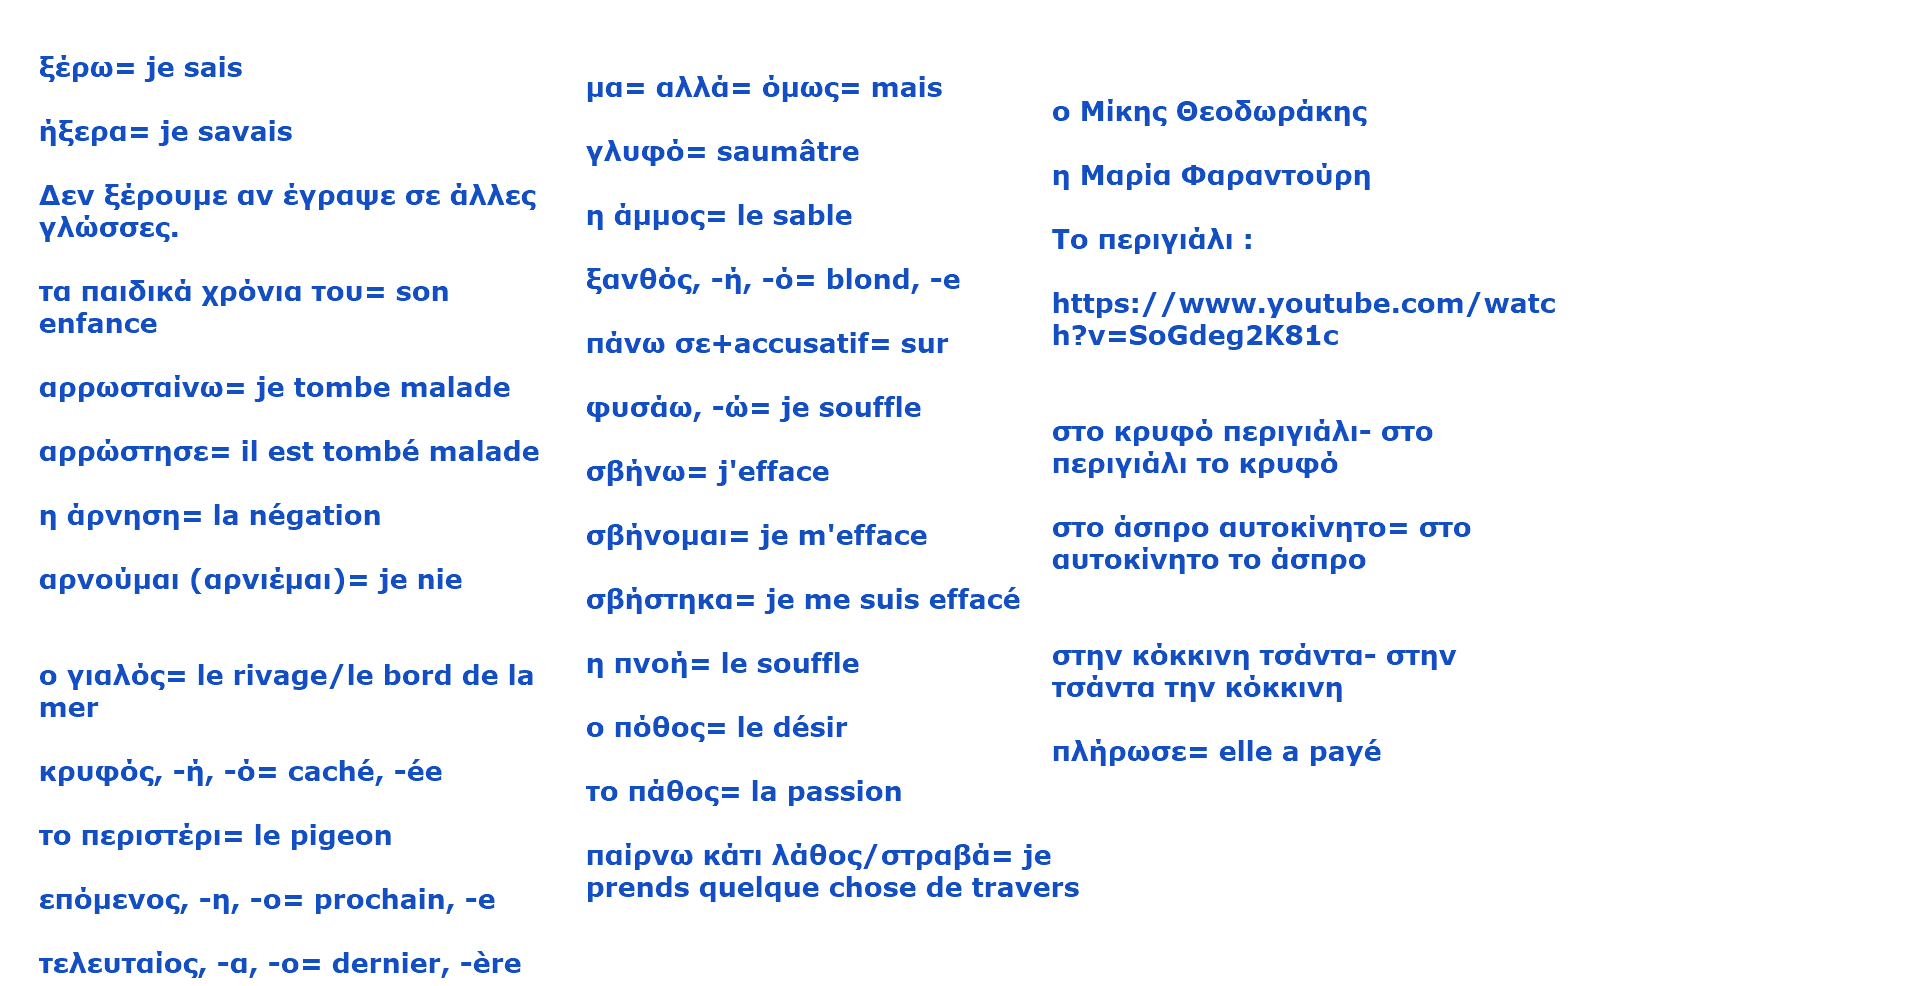 ξέρω= je sais
ήξερα= je savais
Δεν ξέρουμε αν έγραψε σε άλλες
γλώσσες.
τα παιδικά χρόνια του= son
enfance
αρρωσταίνω= je tombe malade
αρρώστησε= il est tombé malade
η άρνηση= la négation
αρνούμαι (αρνιέμαι)= je nie
ο γιαλός= le rivage/le bord de la
mer
κρυφός, -ή, -ό= caché, -ée
το περιστέρι= le pigeon
επόμενος, -η, -ο= prochain, -e
τελευταίος, -α, -ο= dernier, -ère
μα= αλλά= όμως= mais
γλυφό= saumâtre
η άμμος= le sable
ξανθός, -ή, -ό= blond, -e
πάνω σε+accusatif= sur
φυσάω, -ώ= je souffle
σβήνω= j'efface
σβήνομαι= je m'efface
σβήστηκα= je me suis effacé
η πνοή= le souffle
ο πόθος= le désir
το πάθος= la passion
παίρνω κάτι λάθος/στραβά= je
prends quelque chose de travers
ο Μίκης Θεοδωράκης
η Μαρία Φαραντούρη
Το περιγιάλι :
https://www.youtube.com/watc
h?v=SoGdeg2K81c
στο κρυφό περιγιάλι- στο
περιγιάλι το κρυφό
στο άσπρο αυτοκίνητο= στο
αυτοκίνητο το άσπρο
στην κόκκινη τσάντα- στην
τσάντα την κόκκινη
πλήρωσε= elle a payé